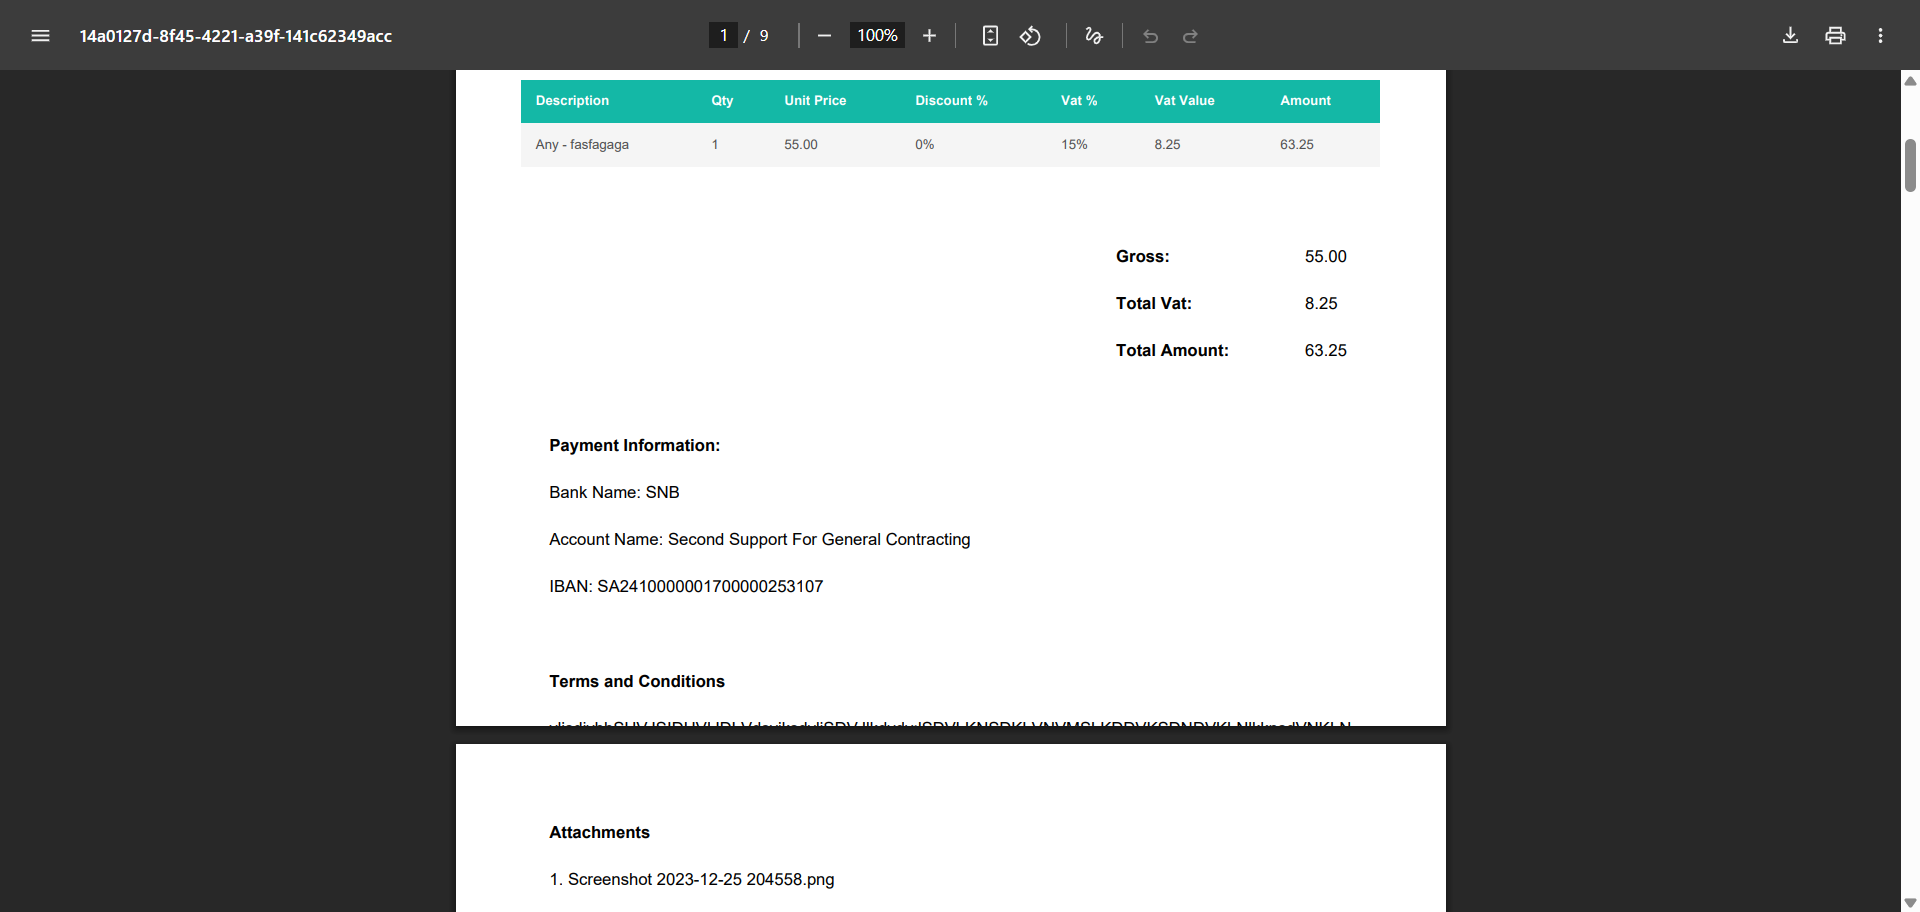 14a0127d-8f45-4221-a39f-141c62349acc
1 / 9
100%
Description Qty Unit Price Discount % Vat % Vat Value Amount
Any - fasfagaga 1 55.00 0% 15% 8.25 63.25
Gross: 55.00
Total Vat: 8.25
Total Amount: 63.25
Payment Information:
Bank Name: SNB
Account Name: Second Support For General Contracting
IBAN: SA2410000001700000253107
Terms and Conditions
Attachments
1. Screenshot 2023-12-25 204558.png